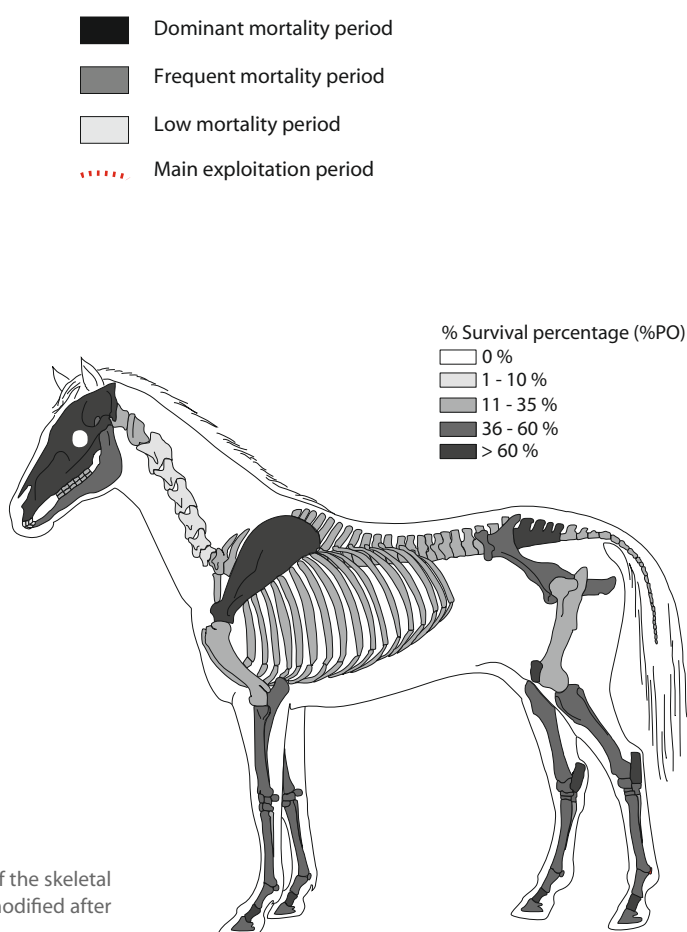 Dominant mortality period
Frequent mortality period
Low mortality period
Main exploitation period
% Survival percentage (%PO)
0 %
1 - 10 %
11 - 35 %
36 - 60 %
> 60 %
f the skeletal
odified after